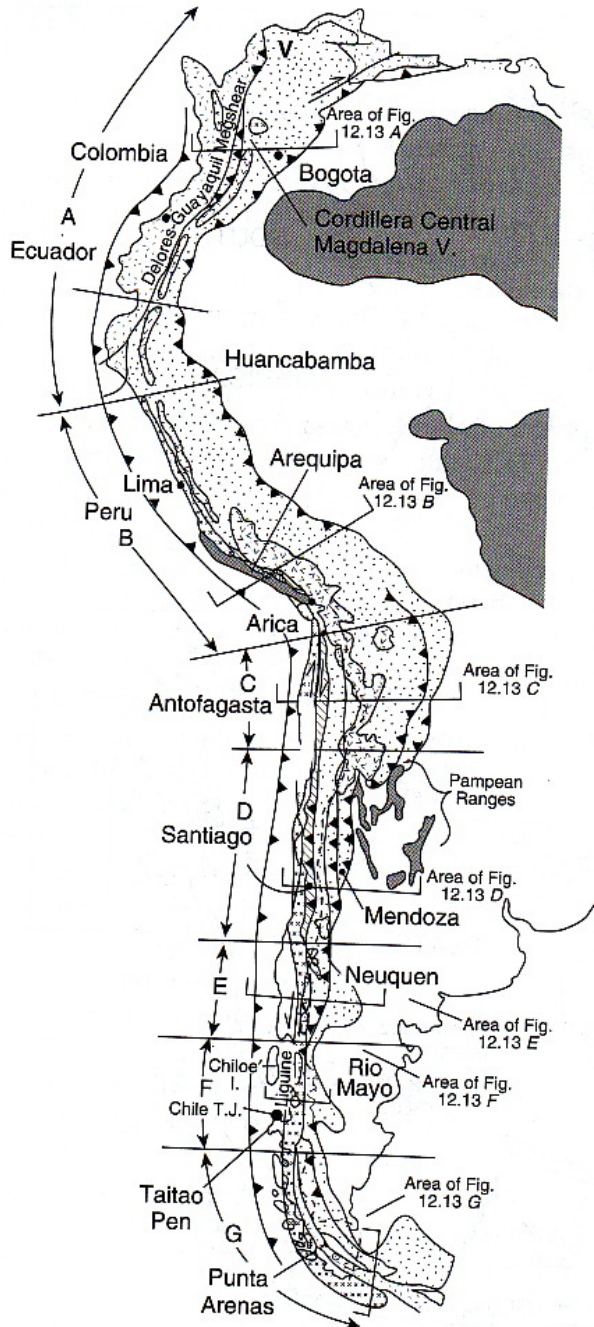 V
Area of Fig.
12.13 A
Colombia
Delores-Guayaquil Megshear
Bogota
A
Ecuador
Cordillera Central
Magdalena V.
Huancabamba
Arequipa
Lima
Area of Fig.
12.13 B
Peru
B
Arica
C
Antofagasta
Area of Fig.
12.13 C
Pampean
Ranges
D
Santiago
Area of Fig.
12.13 D
Mendoza
E
Neuquen
Area of Fig.
12.13 E
F
Chiloe'
I.
Liguine
Rio
Mayo
Area of Fig.
12.13 F
Chile T.J.
Taitao
Pen
Area of Fig.
12.13 G
G
Punta
Arenas